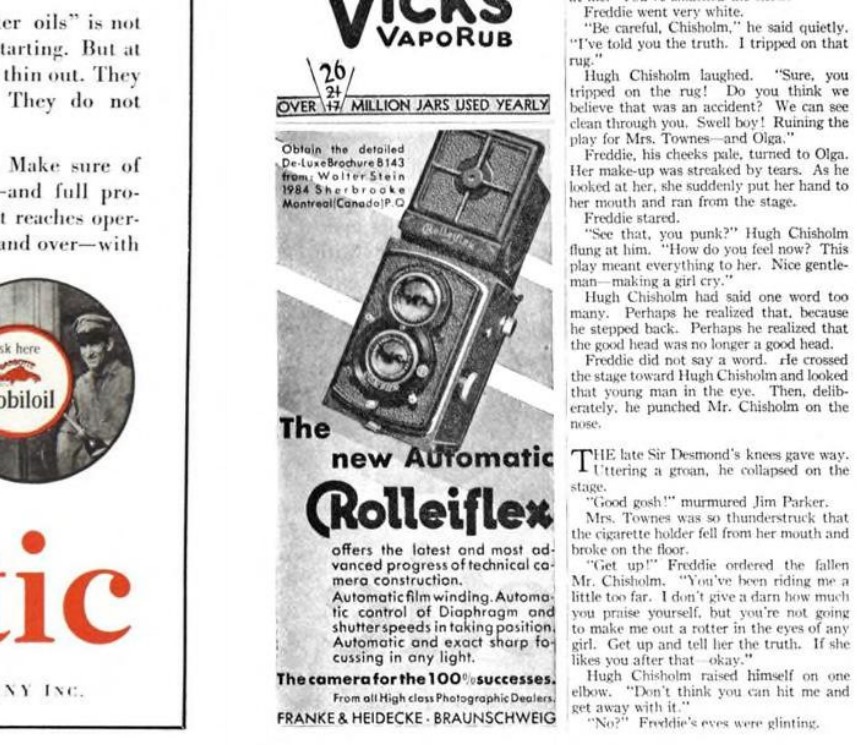 er oils” is not
tarting. But at
thin out. They
They do not
Make sure of
—and full pro-
t reaches oper-
and over—with
sk here
obiloil
tic
NY INC.
VICKS
VAPORUB
26
21
OVER 17 MILLION JARS USED YEARLY
Obtain the detailed
De-Luxe Brochure B143
from: Walter Stein
1984 Sherbrooke
Montreal (Canada) P.Q
Rolleiflex
The
new Automatic
Rolleiflex
offers the latest and most ad-
vanced progress of technical ca-
mera construction.
Automatic film winding. Automa-
tic control of Diaphragm and
shutter speeds in taking position.
Automatic and exact sharp fo-
cussing in any light.
The camera for the 100% successes.
From all High class Photographic Dealers.
FRANKE & HEIDECKE · BRAUNSCHWEIG
Freddie went very white.
“Be careful, Chisholm,” he said quietly.
“I've told you the truth. I tripped on that
rug.”
Hugh Chisholm laughed. “Sure, you
tripped on the rug! Do you think we
believe that was an accident? We can see
clean through you. Swell boy! Ruining the
play for Mrs. Townes—and Olga.”
Freddie, his cheeks pale, turned to Olga.
Her make-up was streaked by tears. As he
looked at her, she suddenly put her hand to
her mouth and ran from the stage.
Freddie stared.
“See that, you punk?” Hugh Chisholm
flung at him. “How do you feel now? This
play meant everything to her. Nice gentle-
man—making a girl cry.”
Hugh Chisholm had said one word too
many. Perhaps he realized that, because
he stepped back. Perhaps he realized that
the good head was no longer a good head.
Freddie did not say a word. He crossed
the stage toward Hugh Chisholm and looked
that young man in the eye. Then, delib-
erately, he punched Mr. Chisholm on the
nose.
THE late Sir Desmond's knees gave way.
Uttering a groan, he collapsed on the
stage.
“Good gosh!” murmured Jim Parker.
Mrs. Townes was so thunderstruck that
the cigarette holder fell from her mouth and
broke on the floor.
“Get up!” Freddie ordered the fallen
Mr. Chisholm. “You've been riding me a
little too far. I don't give a darn how much
you praise yourself, but you're not going
to make me out a rotter in the eyes of any
girl. Get up and tell her the truth. If she
likes you after that—okay.”
Hugh Chisholm raised himself on one
elbow. “Don't think you can hit me and
get away with it.”
“No?” Freddie's eyes were glinting.